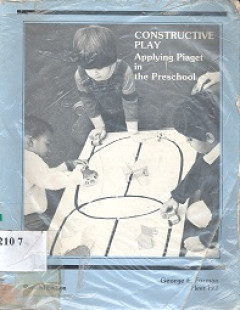 CONSTRUCTIVE
PLAY
Applying Piaget
in
the Preschool
210 7
George E. Forman